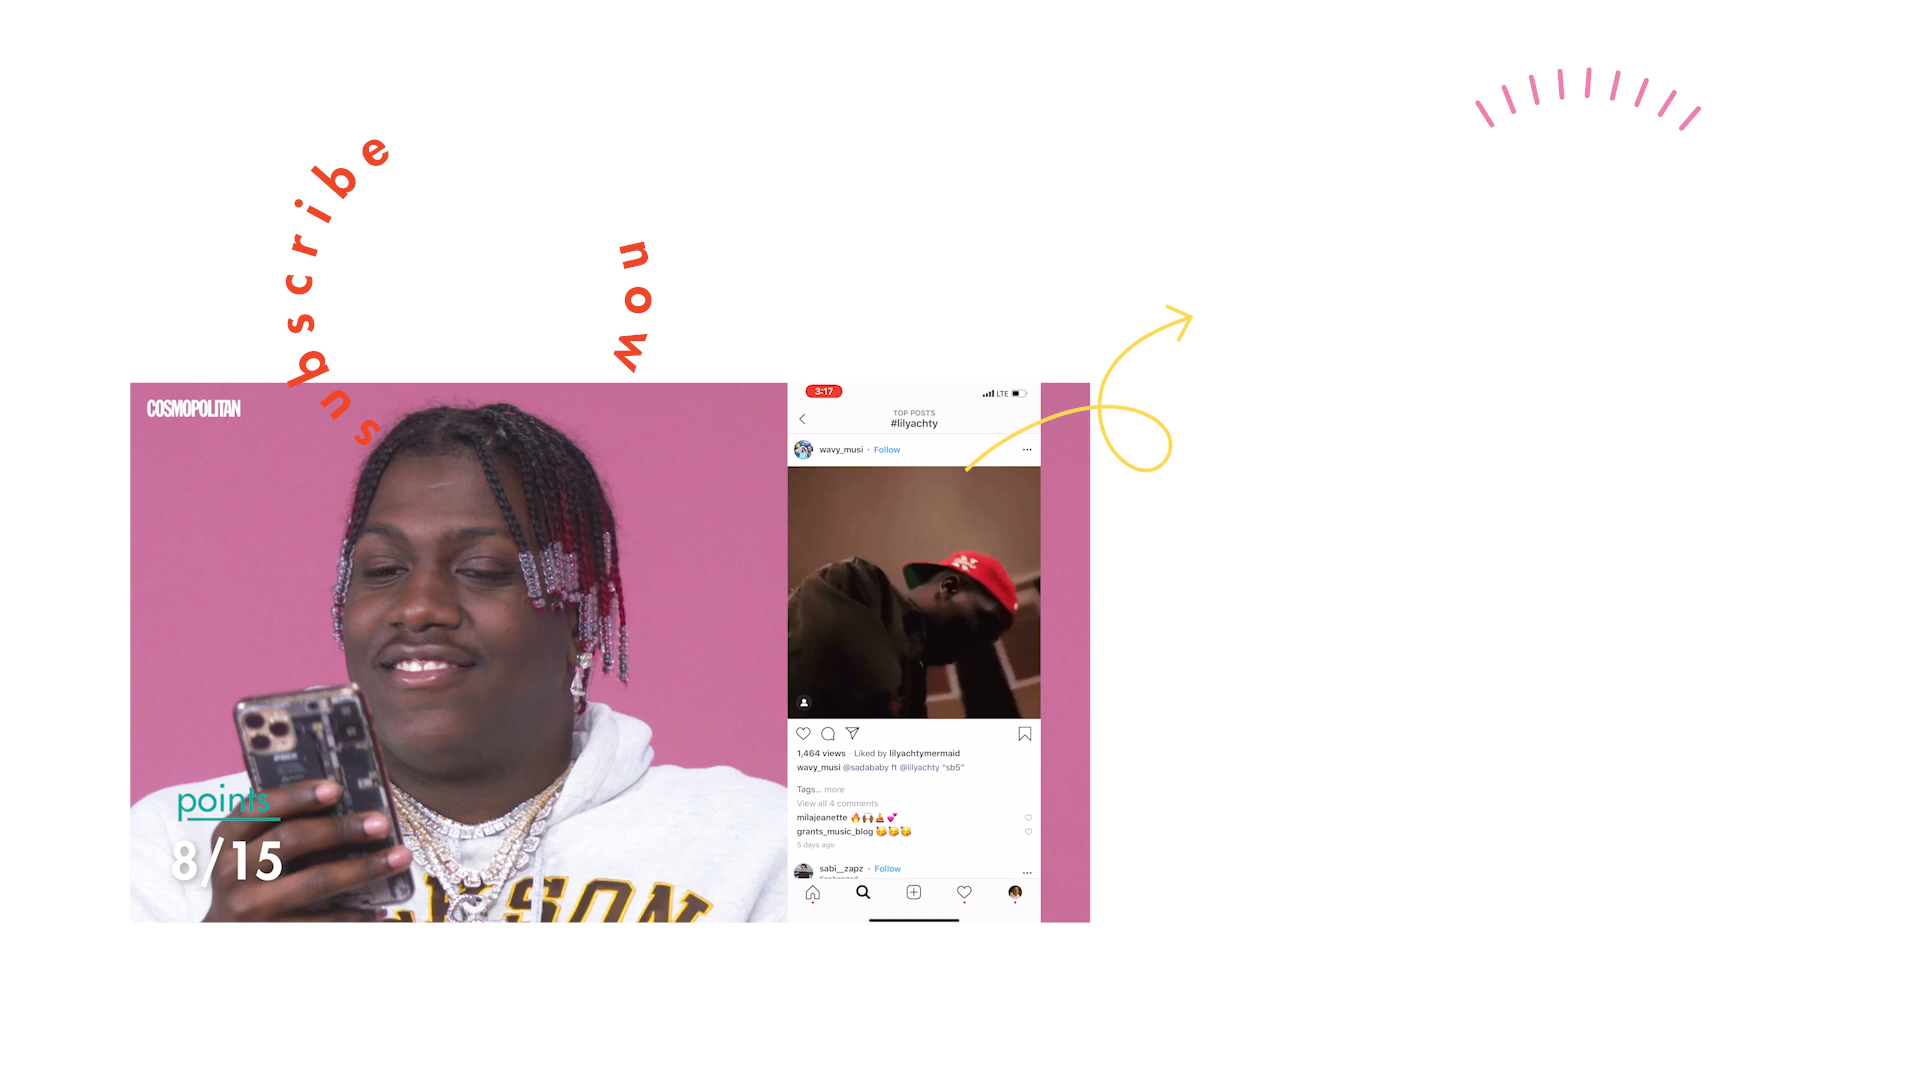 subscribe
now
COSMOPOLITAN
points
8/15
3:17
LTE
TOP POSTS
#lilyachty
wavy_musi · Follow
1,464 views · Liked by lilyachtymermaid
wavy_musi @sadababy ft @lilyachty "sb5"
Tags... more
View all 4 comments
milajeanette 🔥🙌🏾💩💕
grants_music_blog 🥳🥳🥳
5 days ago
sabi__zapz · Follow